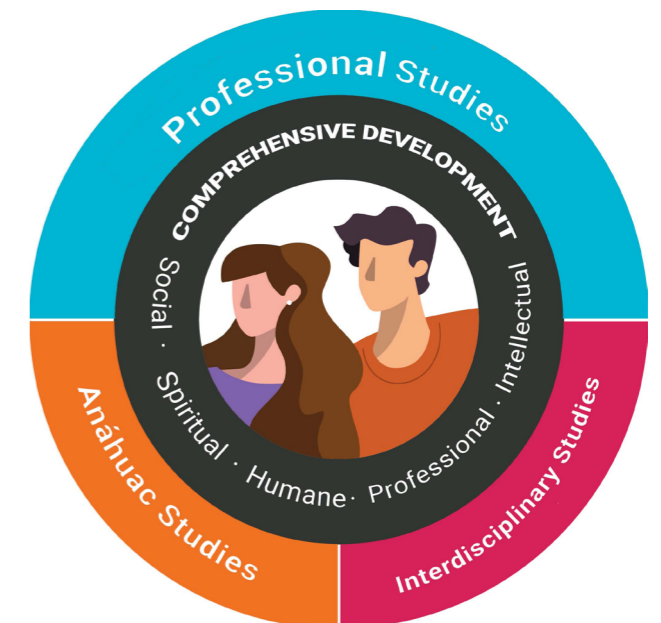 Professional Studies
COMPREHENSIVE DEVELOPMENT
Social · Spiritual · Humane · Professional · Intellectual
Anáhuac Studies
Interdisciplinary Studies